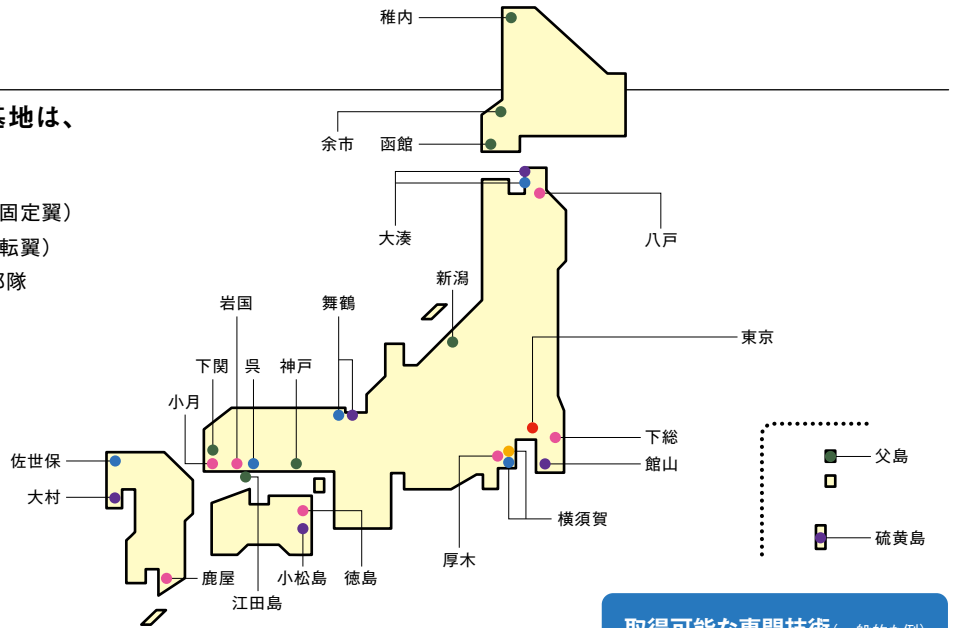 稚内
基地は、
余市
函館
固定翼）
転翼）
部隊
大湊
八戸
新潟
岩国
舞鶴
東京
下関
呉
神戸
小月
下総
佐世保
館山
父島
大村
横須賀
硫黄島
厚木
鹿屋
小松島
徳島
江田島
取得可能な専門技術